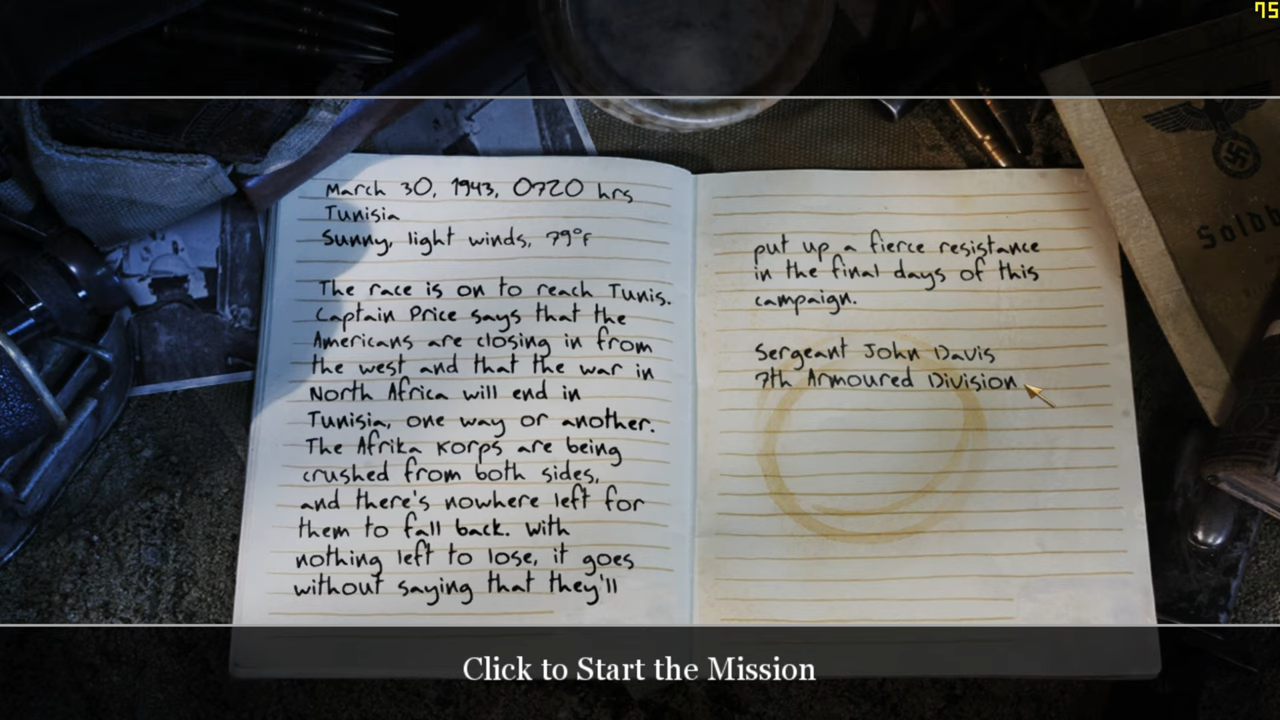 75
March 30, 1943, 0720 hrs
Tunisia
Sunny, light winds, 79°F
The race is on to reach Tunis.
Captain Price says that the
Americans are closing in from
the west and that the war in
North Africa will end in
Tunisia, one way or another.
The Afrika Korps are being
crushed from both sides,
and there's nowhere left for
them to fall back. With
nothing left to lose, it goes
without saying that they'll
put up a fierce resistance
in the final days of this
campaign.
Sergeant John Davis
7th Armoured Division
Click to Start the Mission